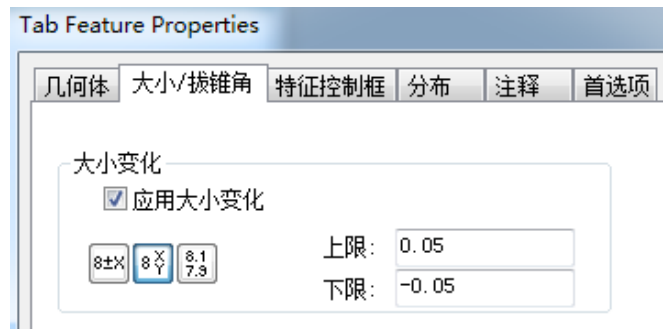 Tab Feature Properties
几何体 大小/拔锥角 特征控制框 分布 注释 首选项
大小变化
应用大小变化
8±X 8 X Y 8.1 7.9
上限: 0.05
下限: -0.05